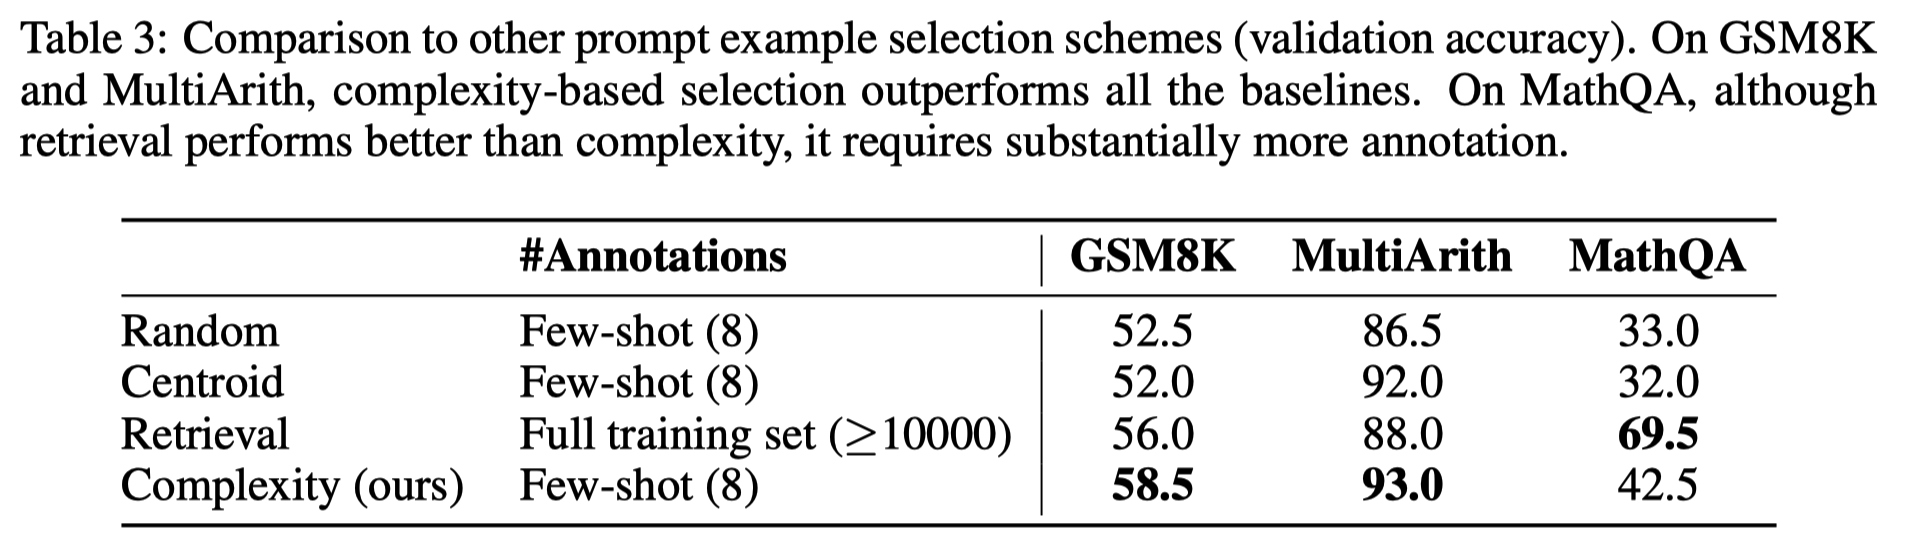 Table 3: Comparison to other prompt example selection schemes (validation accuracy). On GSM8K
and MultiArith, complexity-based selection outperforms all the baselines. On MathQA, although
retrieval performs better than complexity, it requires substantially more annotation.
#Annotations GSM8K MultiArith MathQA
Random Few-shot (8) 52.5 86.5 33.0
Centroid Few-shot (8) 52.0 92.0 32.0
Retrieval Full training set (≥10000) 56.0 88.0 69.5
Complexity (ours) Few-shot (8) 58.5 93.0 42.5